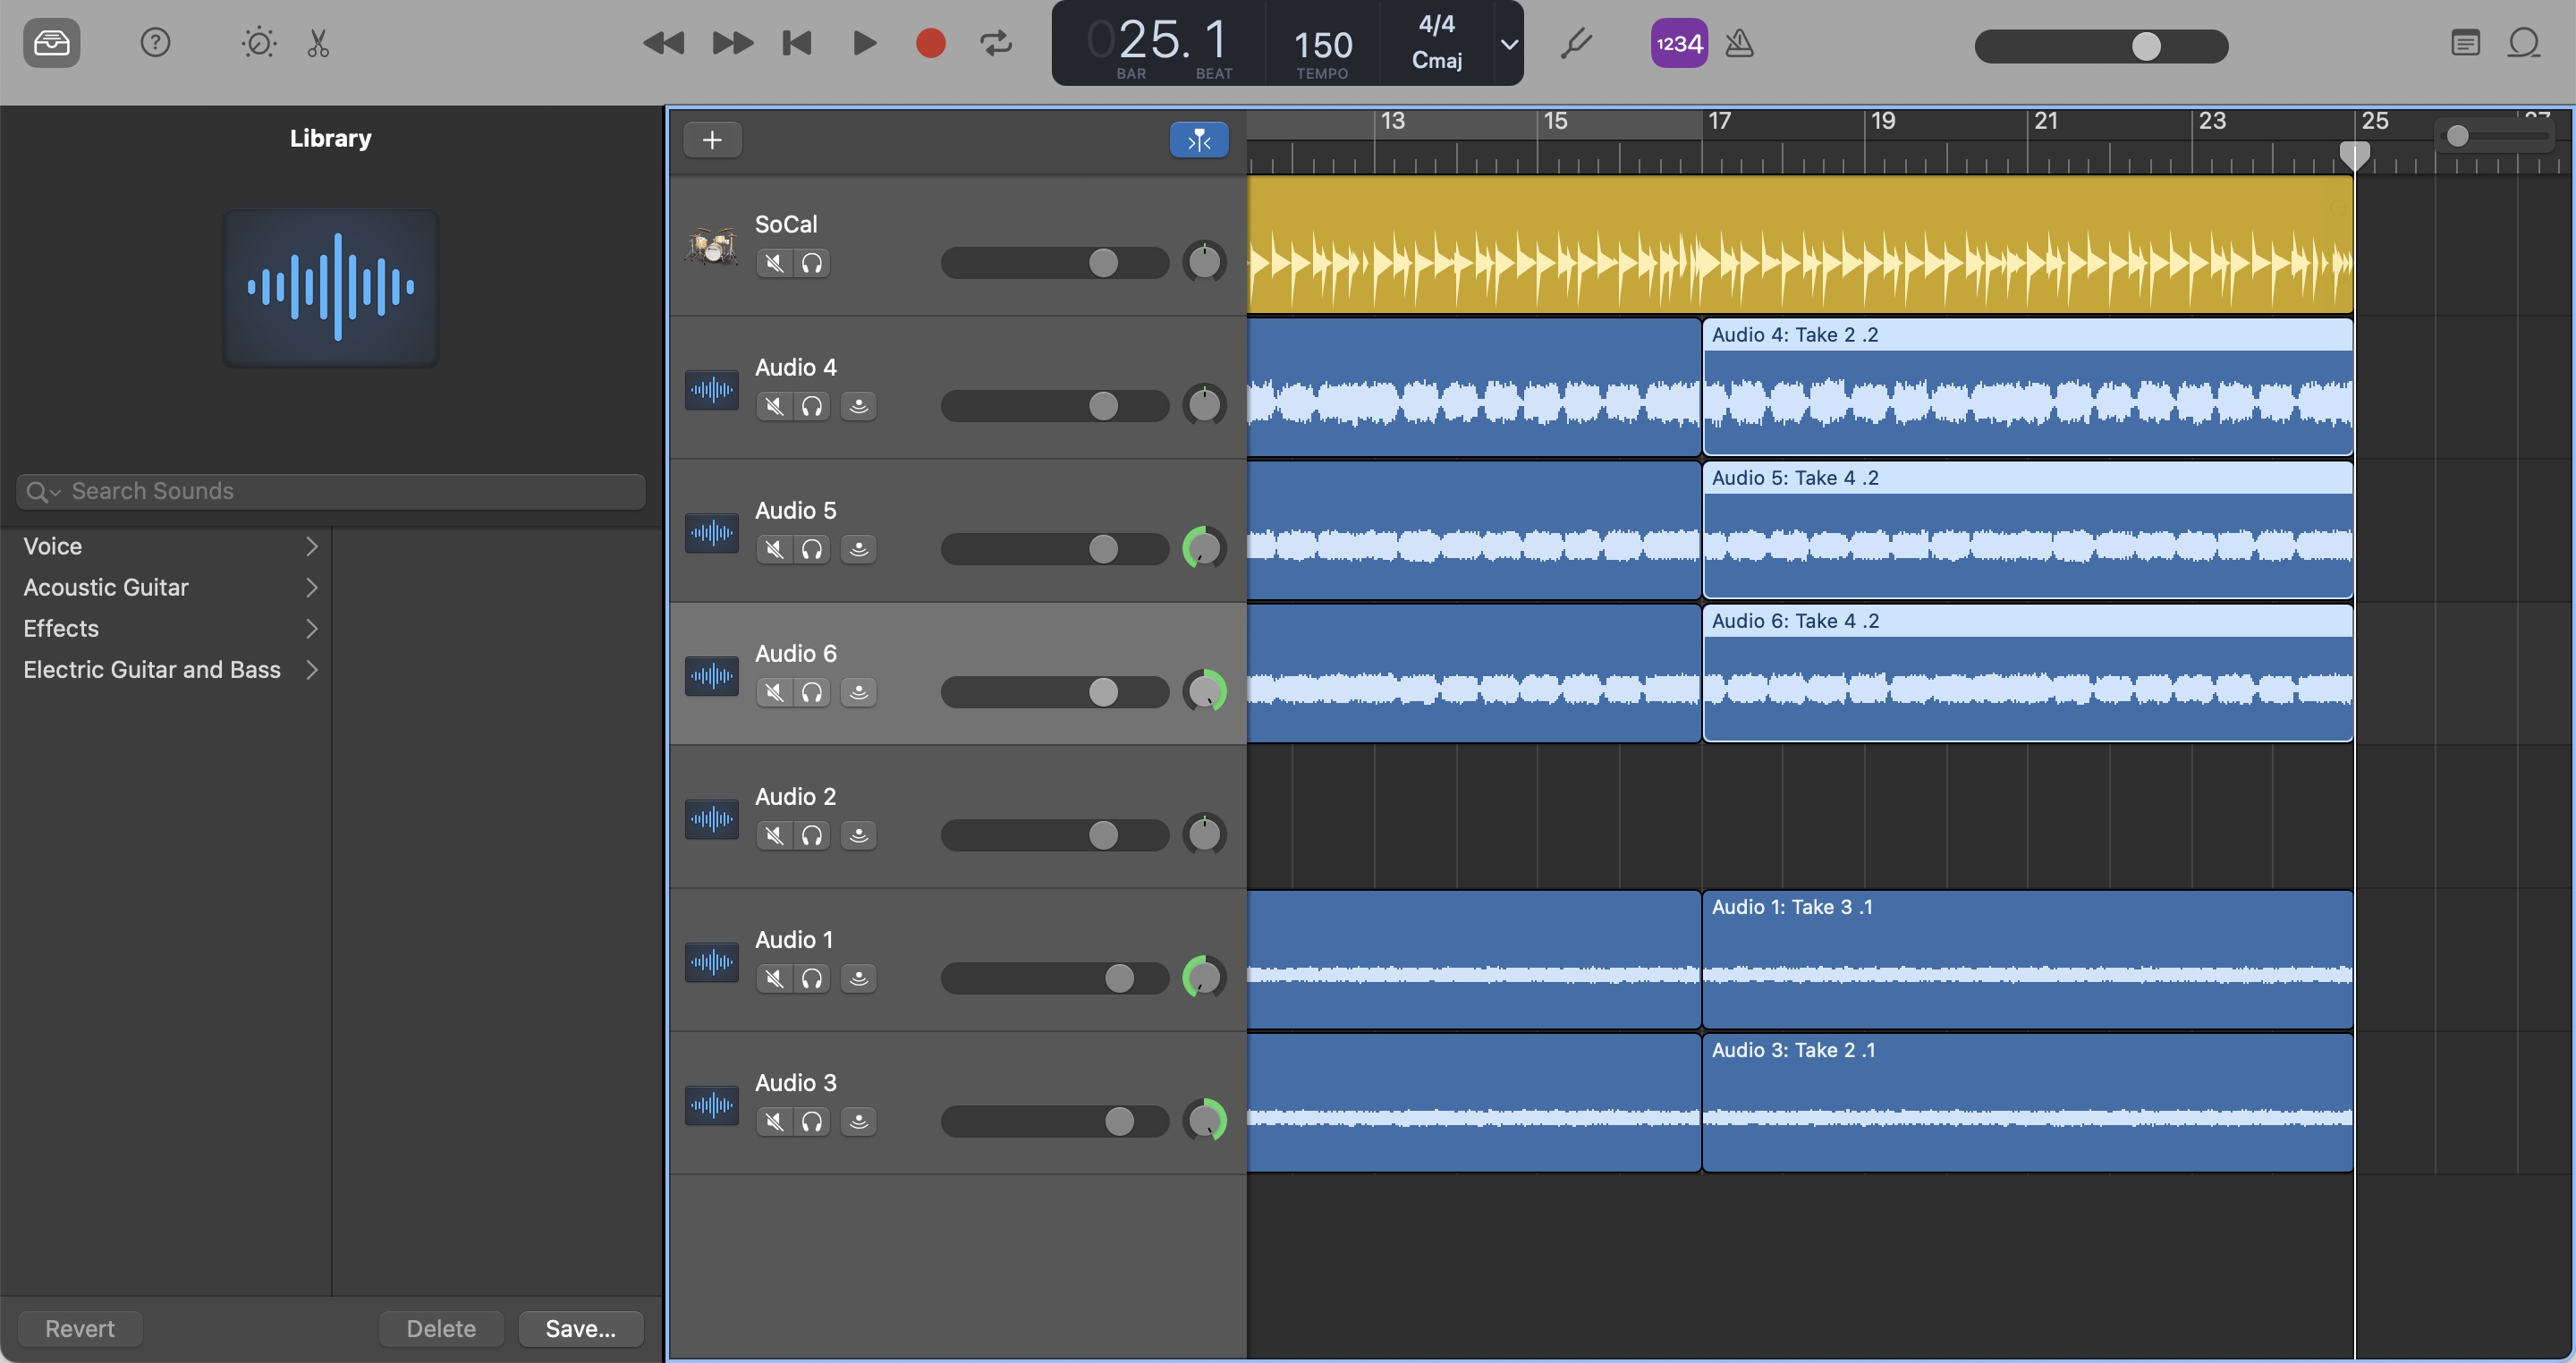 025. 1
BAR BEAT
150
TEMPO
4/4
Cmaj
1234
Library
Search Sounds
Voice
Acoustic Guitar
Effects
Electric Guitar and Bass
Revert
Delete
Save...
13 15 17 19 21 23 25 27
SoCal
Audio 4
Audio 4: Take 2 .2
Audio 5
Audio 5: Take 4 .2
Audio 6
Audio 6: Take 4 .2
Audio 2
Audio 1
Audio 1: Take 3 .1
Audio 3
Audio 3: Take 2 .1